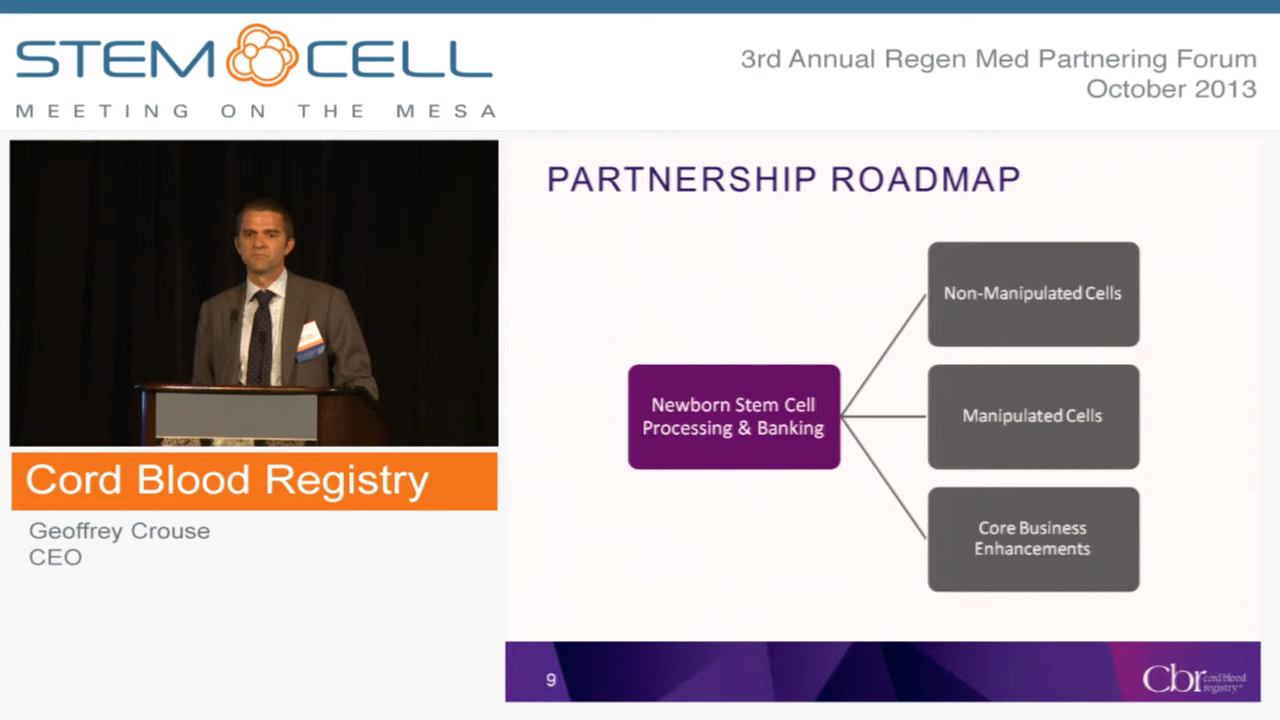 STEM CELL
MEETING ON THE MESA
3rd Annual Regen Med Partnering Forum
October 2013
Cord Blood Registry
Geoffrey Crouse
CEO
PARTNERSHIP ROADMAP
Newborn Stem Cell
Processing & Banking
Non-Manipulated Cells
Manipulated Cells
Core Business
Enhancements
9
Cbr cord blood
registry